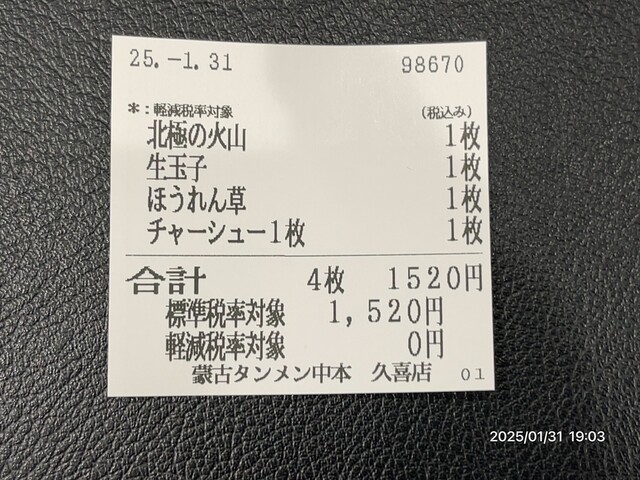 25.-1.31 98670
*:軽減税率対象 (税込み)
北極の火山 1枚
生玉子 1枚
ほうれん草 1枚
チャーシュー1枚 1枚
合計 4枚 1520円
標準税率対象 1,520円
軽減税率対象 0円
蒙古タンメン中本 久喜店 01
2025/01/31 19:03